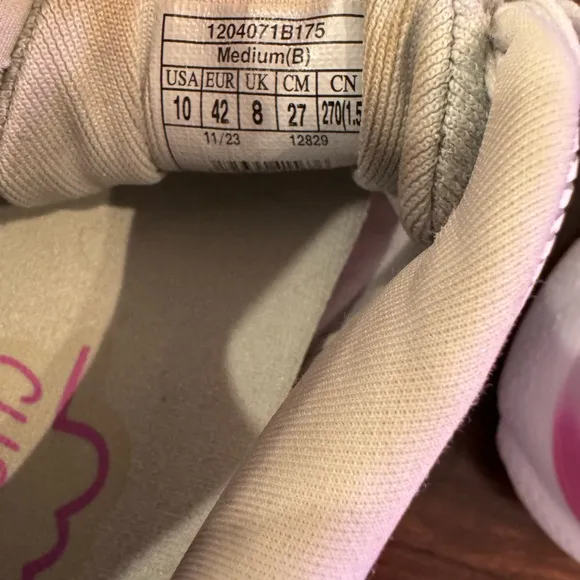 1204071B175
Medium(B)
USA EUR UK CM CN
10 42 8 27 270(1.5
11/23 12829